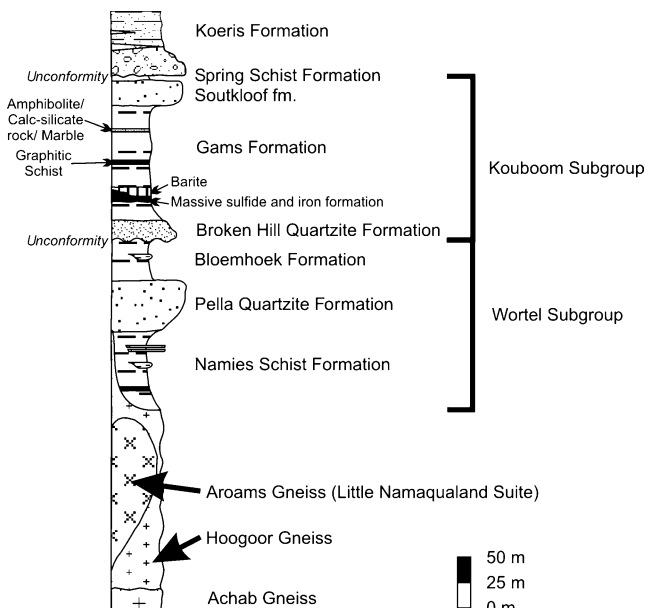 Koeris Formation
Unconformity
Spring Schist Formation
Soutkloof fm.
Amphibolite/
Calc-silicate
rock/ Marble
Gams Formation
Graphitic
Schist
Kouboom Subgroup
Barite
Massive sulfide and iron formation
Broken Hill Quartzite Formation
Unconformity
Bloemhoek Formation
Pella Quartzite Formation
Wortel Subgroup
Namies Schist Formation
Aroams Gneiss (Little Namaqualand Suite)
Hoogoor Gneiss
50 m
25 m
0 m
Achab Gneiss